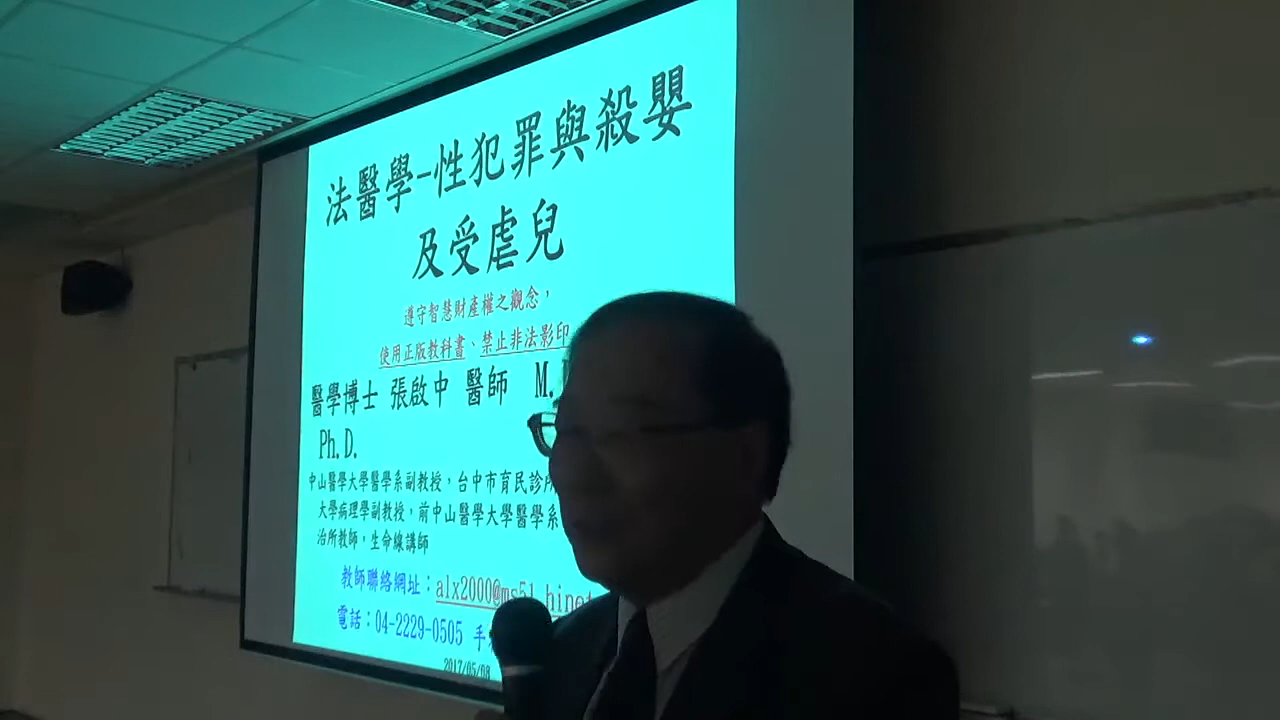 法醫學-性犯罪與殺嬰
及受虐兒
遵守智慧財產權之觀念，
使用正版教科書、禁止非法影印
醫學博士 張啟中 醫師 M.
Ph.D.
中山醫學大學醫學系副教授，台中市育民診所
大學病理學副教授，前中山醫學大學醫學系
治所教師，生命線講師
教師聯絡網址：alx2000@ms51.hinet
電話：04-2229-0505 手
2017/05/08